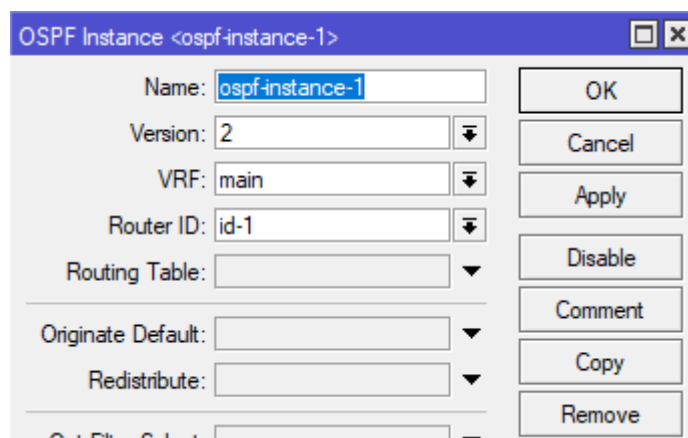 OSPF Instance <ospf-instance-1>
Name: ospf-instance-1
OK
Version: 2
Cancel
VRF: main
Apply
Router ID: id-1
Routing Table:
Disable
Originate Default:
Comment
Redistribute:
Copy
Remove